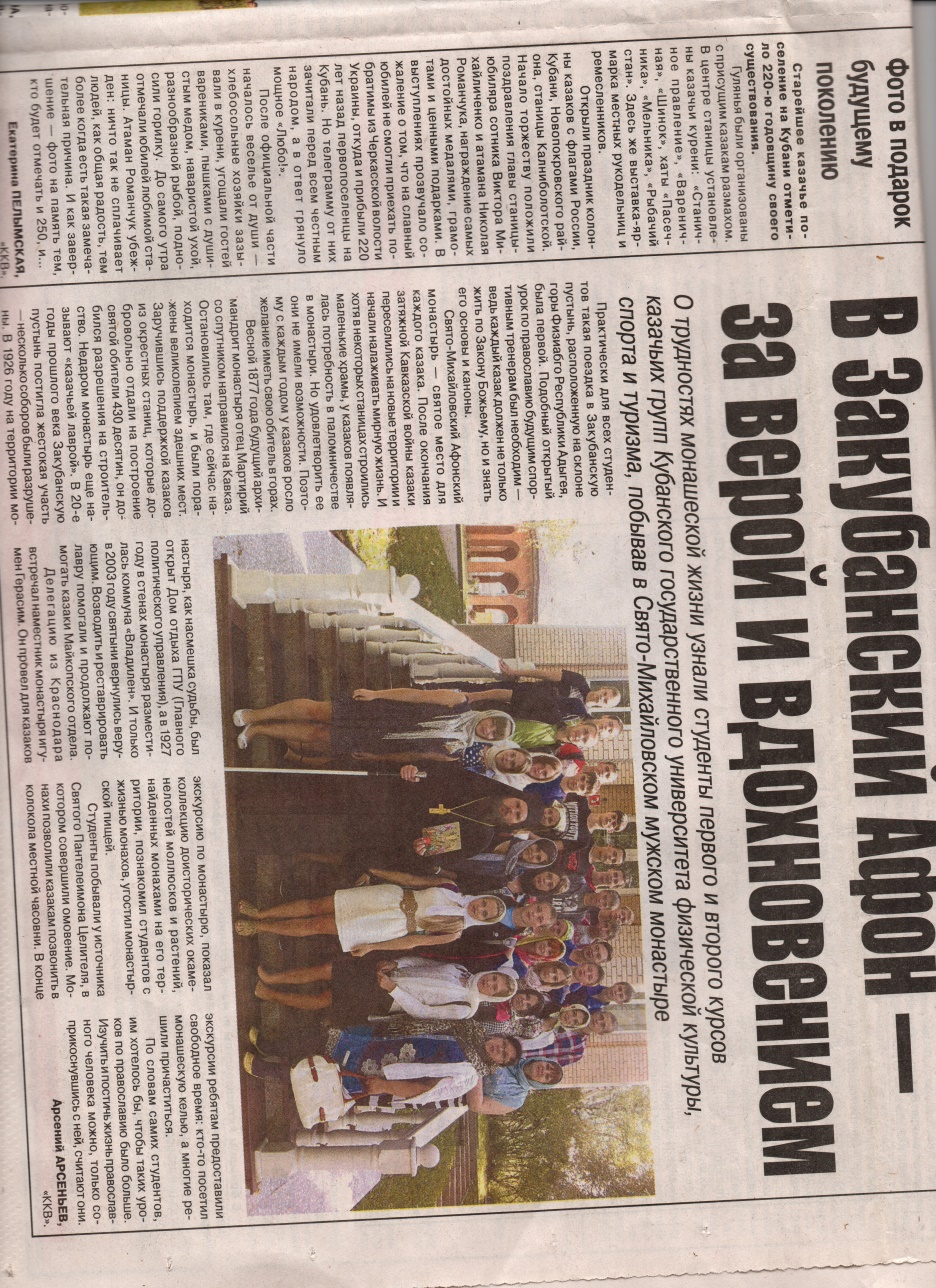 фото в подарок
будущему
поколению
Старейшее казачье по-
селение на Кубани отмети-
ло 220-ю годовщину своего
существования.
Гулянья были организованы
с присущим казакам размахом.
В центре станицы установле-
ны казачьи курени: «Станич-
ное правление», «Варенич-
ная», «Шинок», хаты «Пасеч-
ника», «Мельника», «Рыбачий
стан». Здесь же выставка-яр-
марка местных рукодельниц и
ремесленников.
Открыли праздник колон-
ны казаков с флагами России,
Кубани, Новопокровского рай-
она, станицы Калниболотской.
Начало торжеству положили
поздравления главы станицы-
юбиляра сотника Виктора Ми-
хайличенко и атамана Николая
Романчука, награждение самых
достойных медалями, грамо-
тами и ценными подарками. В
выступлениях прозвучало со-
жаление о том, что на славный
юбилей не смогли приехать по-
братимы из Черкасской волости
Украины, откуда и прибыли 220
лет назад первопоселенцы на
Кубань. Но телеграмму от них
зачитали перед всем честным
народом, а в ответ грянуло
мощное «Любо!».
После официальной части
началось веселье от души —
хлебосольные хозяйки зазы-
вали в курени, угощали гостей
варениками, пышками с души-
стым медом, наваристой ухой,
разнообразной рыбой, подно-
сили горилку. До самого утра
отмечали юбилей любимой ста-
ницы. Атаман Романчук убеж-
ден: ничто так не сплачивает
людей, как общая радость, тем
более когда есть такая замеча-
тельная причина. И как завер-
шение — фото на память тем,
кто будет отмечать и 250, и...
Екатерина ПЕЛЫМСКАЯ,
«ККВ».
В Закубанский Афон —
за верой и вдохновением
О трудностях монашеской жизни узнали студенты первого и второго курсов
казачьих групп Кубанского государственного университета физической культуры,
спорта и туризма, побывав в Свято-Михайловском мужском монастыре
Практически для всех студен-
тов такая поездка в Закубанскую
пустынь, расположенную на склоне
горы Физиабго Республики Адыгея,
была первой. Подобный открытый
урок по православию будущим спор-
тивным тренерам был необходим —
ведь каждый казак должен не только
жить по Закону Божьему, но и знать
его основы и каноны.
Свято-Михайловский Афонский
монастырь — святое место для
каждого казака. После окончания
затяжной Кавказской войны казаки
переселились на новые территории и
начали налаживать мирную жизнь. И
хотя в некоторых станицах строились
маленькие храмы, у казаков появля-
лась потребность в паломничестве
в монастыри. Но удовлетворить ее
они не имели возможности. Поэто-
му с каждым годом у казаков росло
желание иметь свою обитель в горах.
Весной 1877 года будущий архи-
мандрит монастыря отец Мартирий
со спутником направился на Кавказ.
Остановились там, где сейчас на-
ходится монастырь, и были пора-
жены великолепием здешних мест.
Заручившись поддержкой казаков
из окрестных станиц, которые до-
бровольно отдали на построение
святой обители 430 десятин, он до-
бился разрешения на строитель-
ство. Недаром монастырь еще на-
зывают «казачьей лаврой». В 20-е
годы прошлого века Закубанскую
пустынь постигла жестокая участь
— несколько соборов были разруше-
ны. В 1926 году на территории мо-
настыря, как насмешка судьбы, был
открыт Дом отдыха ГПУ (Главного
политического управления), а в 1927
году в стенах монастыря размести-
лась коммуна «Владилен». И только
в 2003 году святыни вернулись веру-
ющим. Возводить и реставрировать
лавру помогали и продолжают по-
могать казаки Майкопского отдела.
Делегацию из Краснодара
встречал наместник монастыря игу-
мен Герасим. Он провел для казаков
экскурсию по монастырю, показал
коллекцию доисторических окаме-
нелостей моллюсков и растений,
найденных монахами на его тер-
ритории, познакомил студентов с
жизнью монахов, угостил монастыр-
ской пищей.
Студенты побывали у источника
Святого Пантелеимона Целителя, в
котором совершили омовение. Мо-
нахи позволили казакам позвонить в
колокола местной часовни. В конце
экскурсии ребятам предоставили
свободное время: кто-то посетил
монашескую келью, а многие ре-
шили причаститься.
По словам самих студентов,
им хотелось бы, чтобы таких уро-
ков по православию было больше.
Изучить и постичь жизнь православ-
ного человека можно, только со-
прикоснувшись с ней, считают они.
Арсений АРСЕНЬЕВ,
«ККВ».